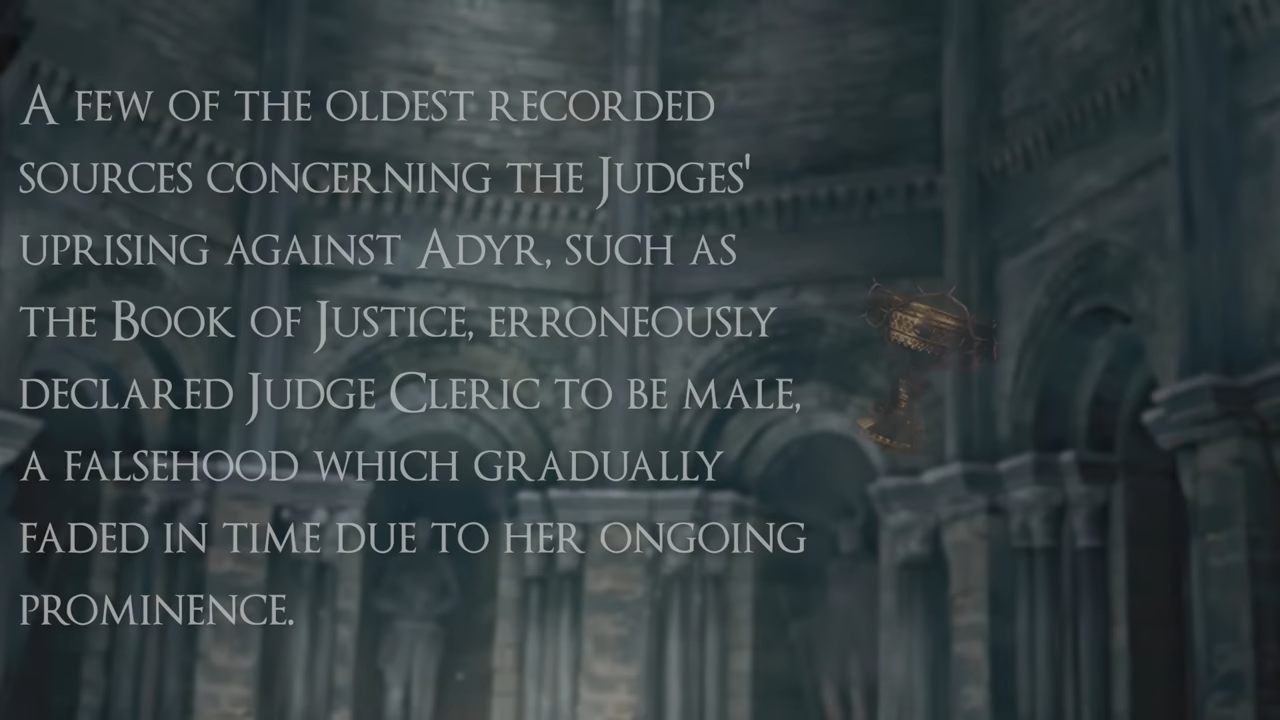 A few of the oldest recorded
sources concerning the Judges'
uprising against Adyr, such as
the Book of Justice, erroneously
declared Judge Cleric to be male,
a falsehood which gradually
faded in time due to her ongoing
prominence.